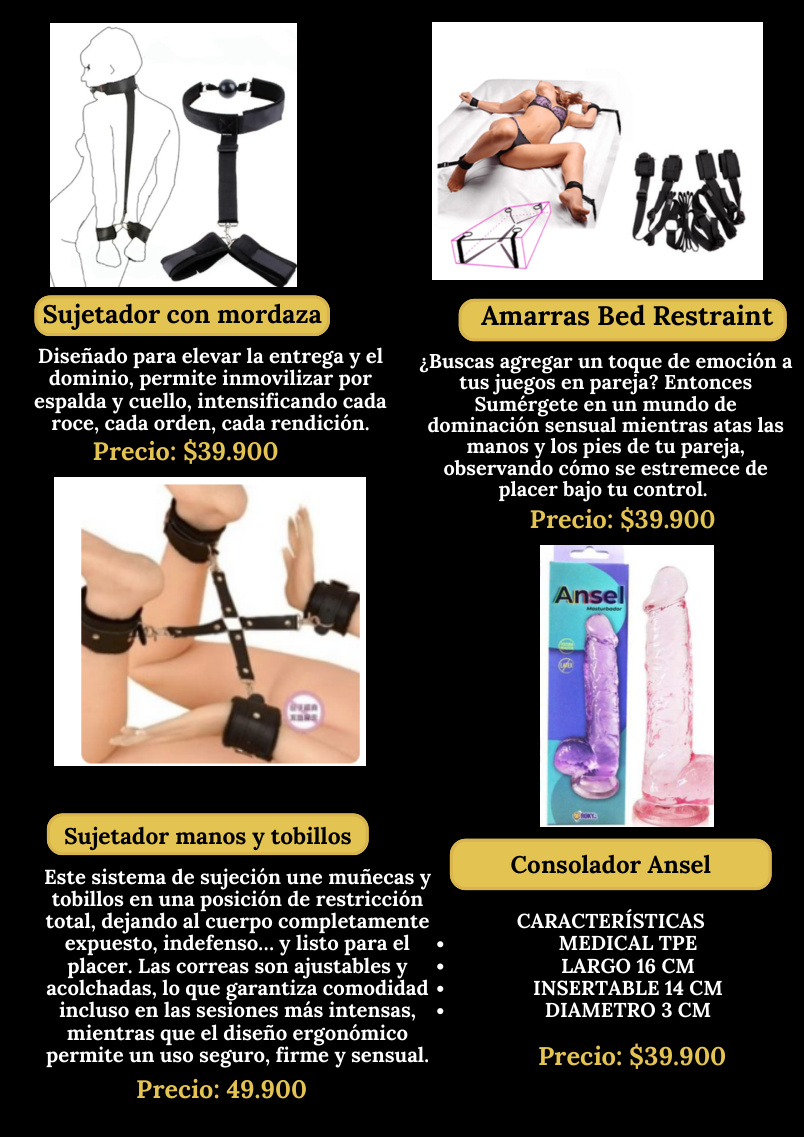 Sujetador con mordaza
Diseñado para elevar la entrega y el
dominio, permite inmovilizar por
espalda y cuello, intensificando cada
roce, cada orden, cada rendición.
Precio: $39.900
Amarras Bed Restraint
¿Buscas agregar un toque de emoción a
tus juegos en pareja? Entonces
Sumérgete en un mundo de
dominación sensual mientras atas las
manos y los pies de tu pareja,
observando cómo se estremece de
placer bajo tu control.
Precio: $39.900
Sujetador manos y tobillos
Este sistema de sujeción une muñecas y
tobillos en una posición de restricción
total, dejando al cuerpo completamente
expuesto, indefenso… y listo para el
placer. Las correas son ajustables y
acolchadas, lo que garantiza comodidad
incluso en las sesiones más intensas,
mientras que el diseño ergonómico
permite un uso seguro, firme y sensual.
Precio: 49.900
Ansel
Masturbador
Consolador Ansel
CARACTERÍSTICAS
• MEDICAL TPE
• LARGO 16 CM
• INSERTABLE 14 CM
• DIAMETRO 3 CM
Precio: $39.900